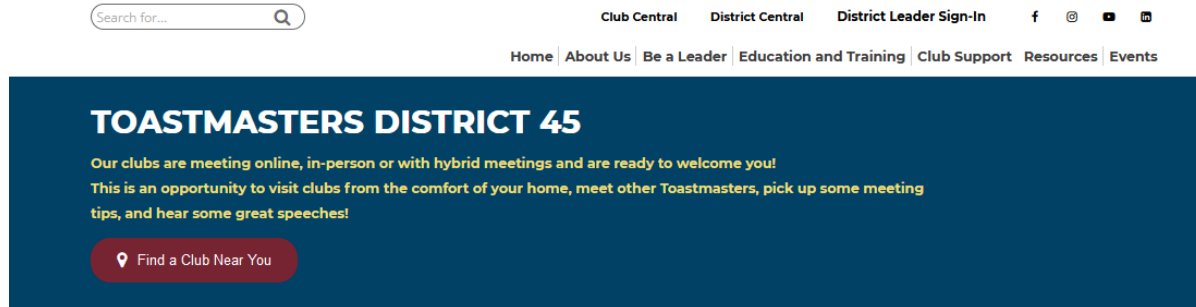 Search for...
Club Central District Central District Leader Sign-In
Home About Us Be a Leader Education and Training Club Support Resources Events
TOASTMASTERS DISTRICT 45
Our clubs are meeting online, in-person or with hybrid meetings and are ready to welcome you!
This is an opportunity to visit clubs from the comfort of your home, meet other Toastmasters, pick up some meeting
tips, and hear some great speeches!
Find a Club Near You